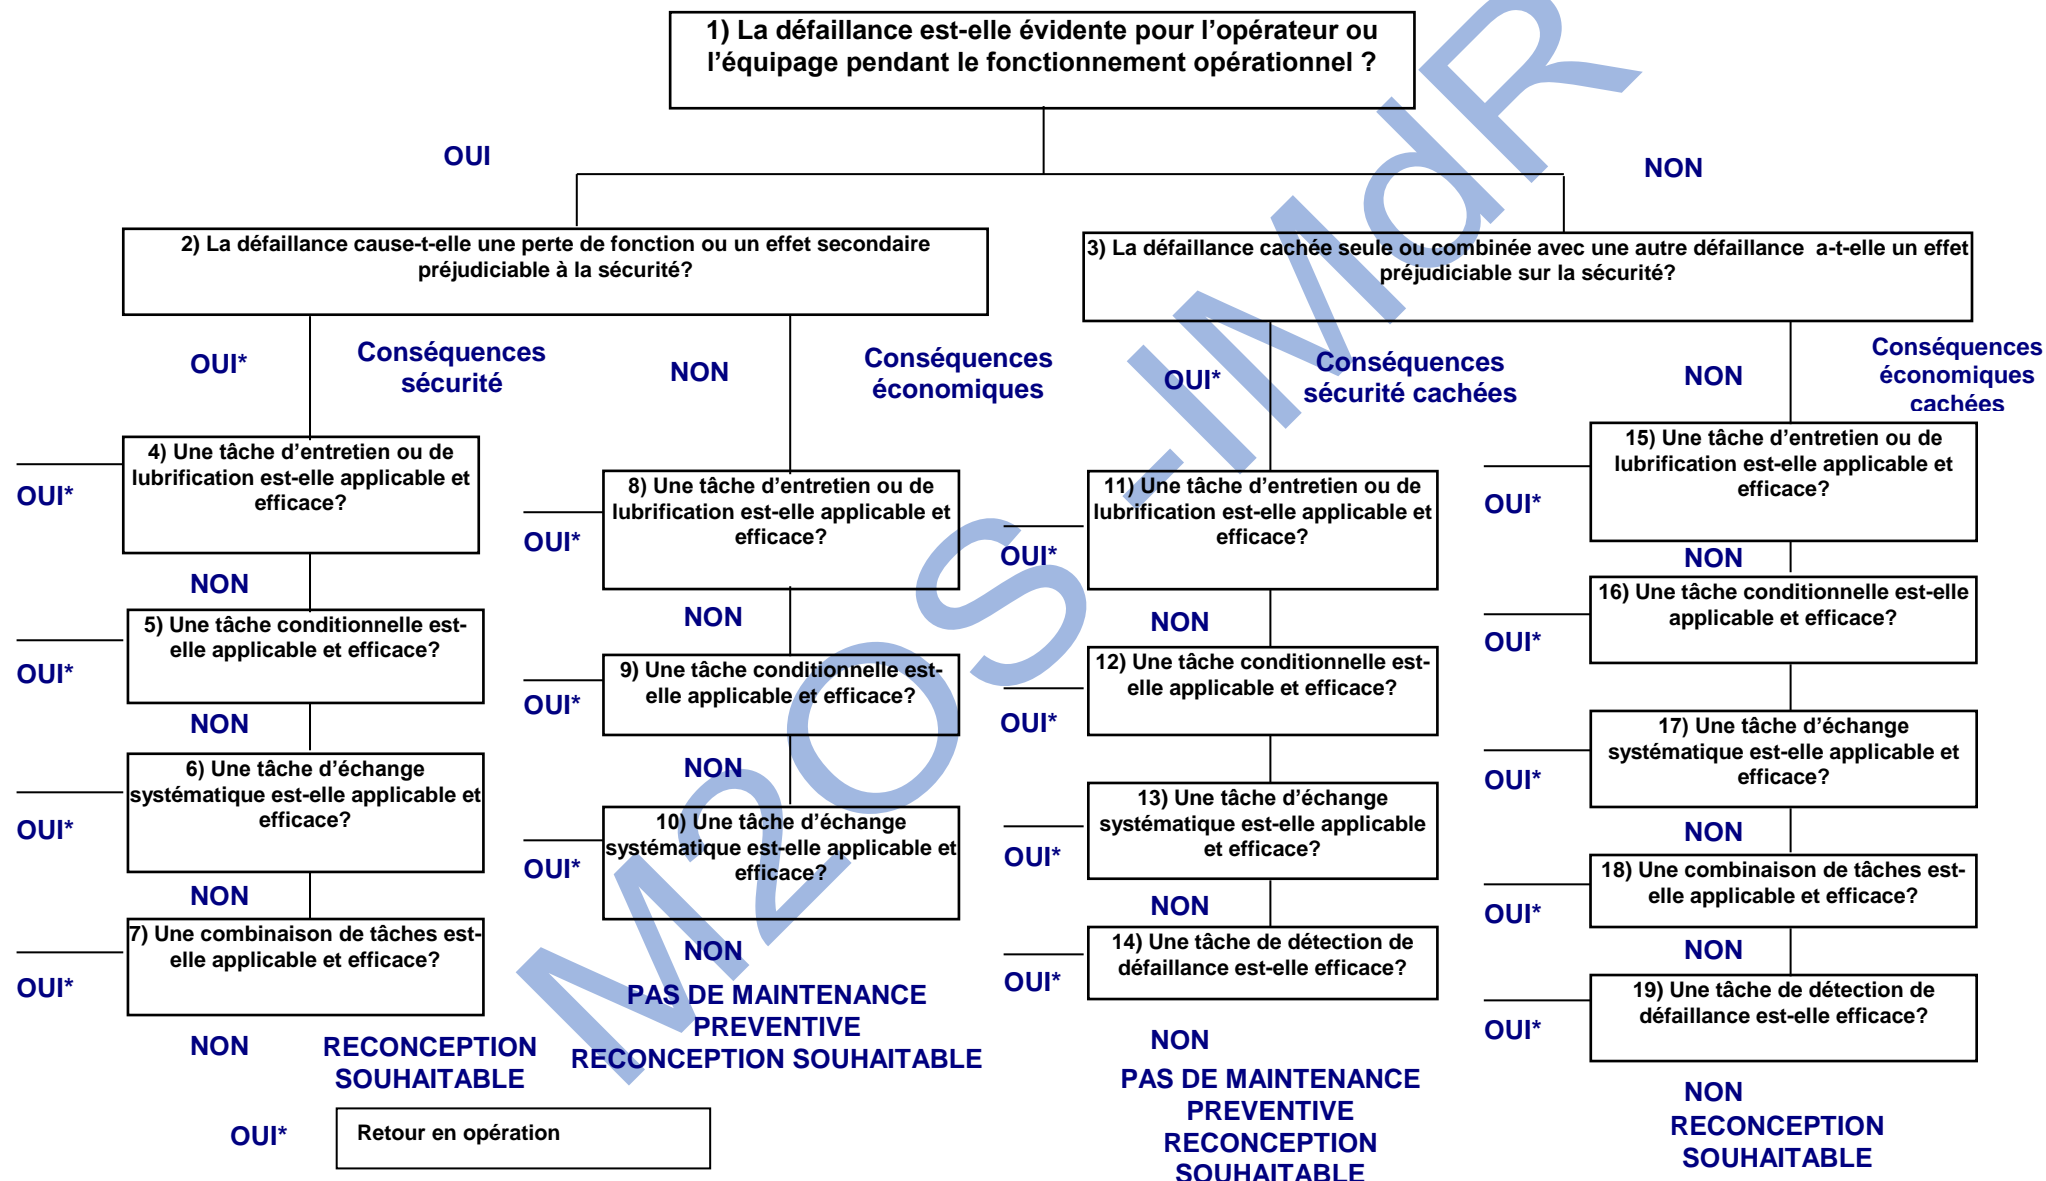 1) La défaillance est-elle évidente pour l’opérateur ou
l’équipage pendant le fonctionnement opérationnel ?
OUI
NON
2) La défaillance cause-t-elle une perte de fonction ou un effet secondaire
préjudiciable à la sécurité?
3) La défaillance cachée seule ou combinée avec une autre défaillance a-t-elle un effet
préjudiciable sur la sécurité?
OUI*
Conséquences
sécurité
NON
Conséquences
économiques
OUI*
Conséquences
sécurité cachées
NON
Conséquences
économiques
cachées
4) Une tâche d’entretien ou de
lubrification est-elle applicable et
efficace?
OUI*
NON
5) Une tâche conditionnelle est-
elle applicable et efficace?
OUI*
NON
6) Une tâche d’échange
systématique est-elle applicable et
efficace?
OUI*
NON
7) Une combinaison de tâches est-
elle applicable et efficace?
OUI*
NON
RECONCEPTION
SOUHAITABLE
8) Une tâche d’entretien ou de
lubrification est-elle applicable et
efficace?
OUI*
NON
9) Une tâche conditionnelle est-
elle applicable et efficace?
OUI*
NON
10) Une tâche d’échange
systématique est-elle applicable et
efficace?
OUI*
NON
PAS DE MAINTENANCE
PREVENTIVE
RECONCEPTION SOUHAITABLE
11) Une tâche d’entretien ou de
lubrification est-elle applicable et
efficace?
OUI*
NON
12) Une tâche conditionnelle est-
elle applicable et efficace?
OUI*
13) Une tâche d’échange
systématique est-elle applicable
et efficace?
OUI*
NON
14) Une tâche de détection de
défaillance est-elle efficace?
OUI*
NON
PAS DE MAINTENANCE
PREVENTIVE
RECONCEPTION
SOUHAITABLE
15) Une tâche d’entretien ou de
lubrification est-elle applicable et
efficace?
OUI*
NON
16) Une tâche conditionnelle est-elle
applicable et efficace?
OUI*
17) Une tâche d’échange
systématique est-elle applicable et
efficace?
OUI*
NON
18) Une combinaison de tâches est-
elle applicable et efficace?
OUI*
NON
19) Une tâche de détection de
défaillance est-elle efficace?
OUI*
NON
RECONCEPTION
SOUHAITABLE
OUI*
Retour en opération
M2OS -IMdR